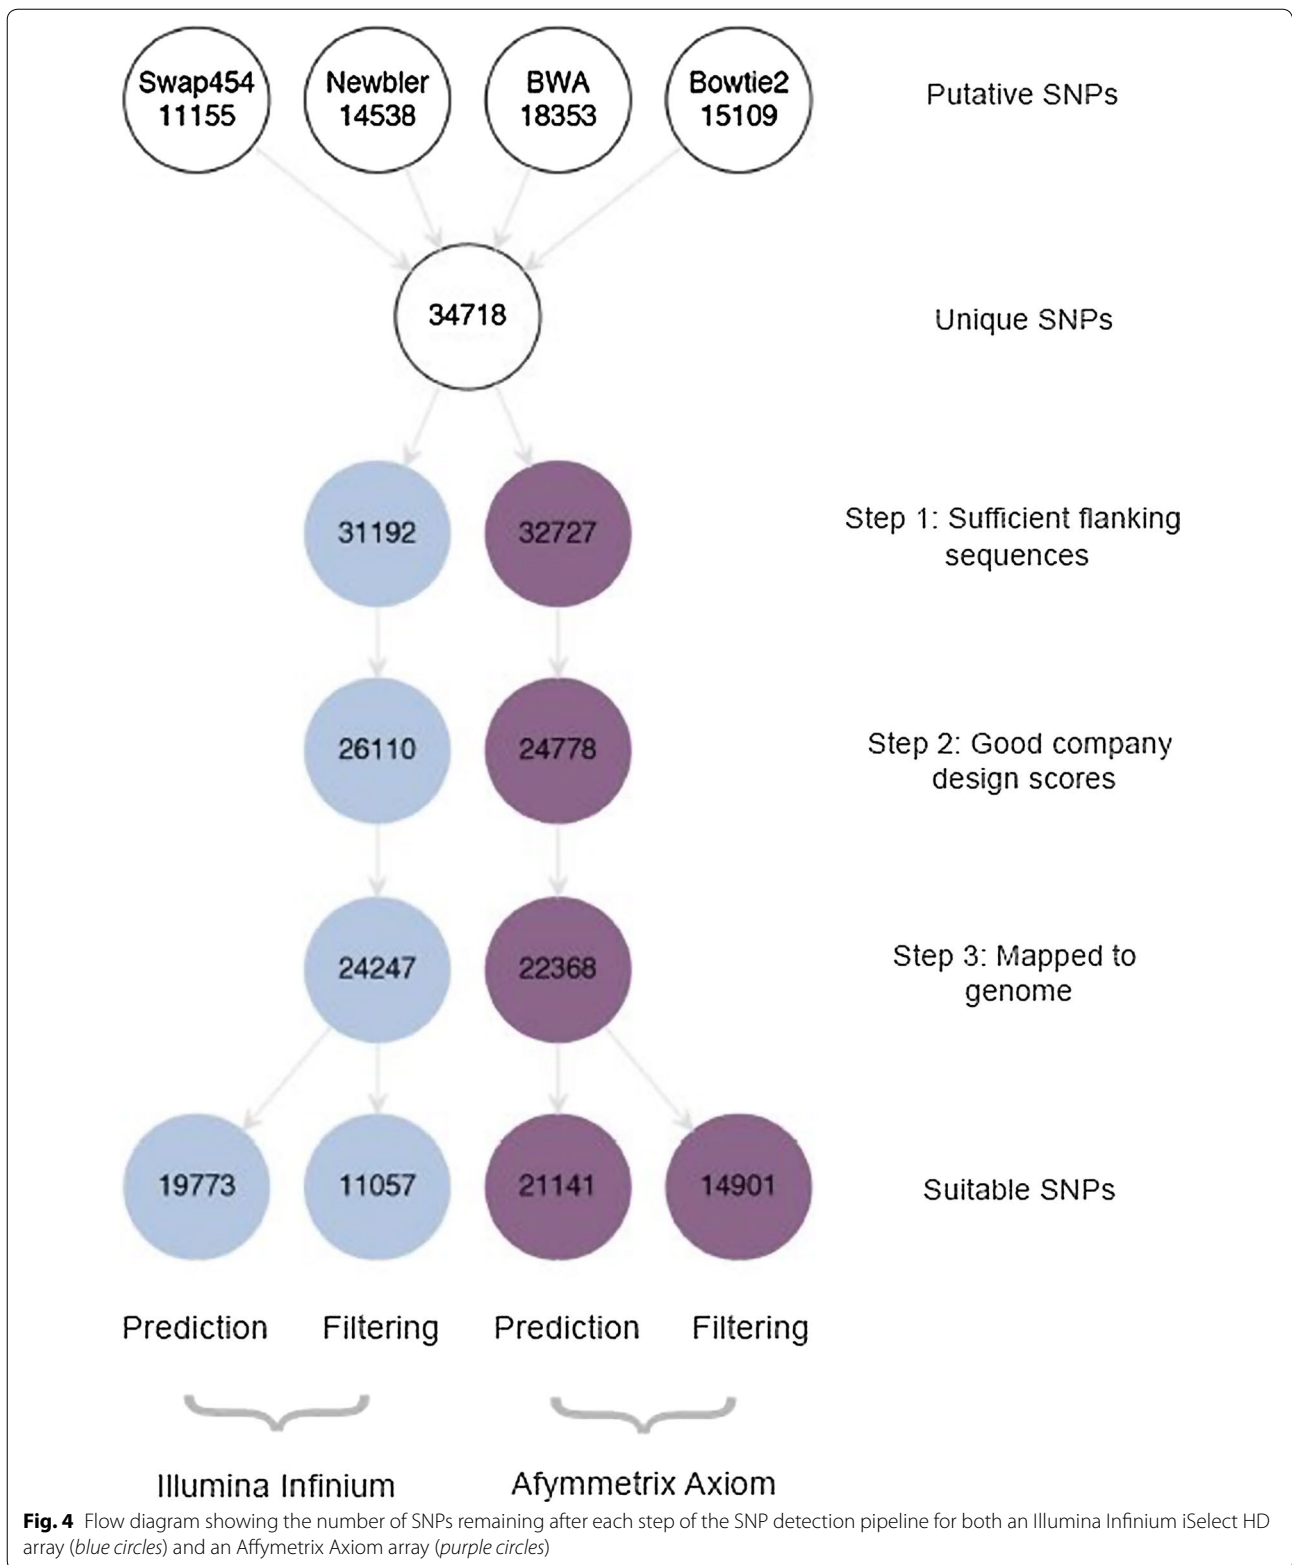 Swap454
11155
Newbler
14538
BWA
18353
Bowtie2
15109
Putative SNPs
34718
Unique SNPs
31192
32727
Step 1: Sufficient flanking
sequences
26110
24778
Step 2: Good company
design scores
24247
22368
Step 3: Mapped to
genome
19773
11057
21141
14901
Suitable SNPs
Prediction
Filtering
Prediction
Filtering
Illumina Infinium
Afymmetrix Axiom
Fig. 4 Flow diagram showing the number of SNPs remaining after each step of the SNP detection pipeline for both an Illumina Infinium iSelect HD
array (blue circles) and an Affymetrix Axiom array (purple circles)